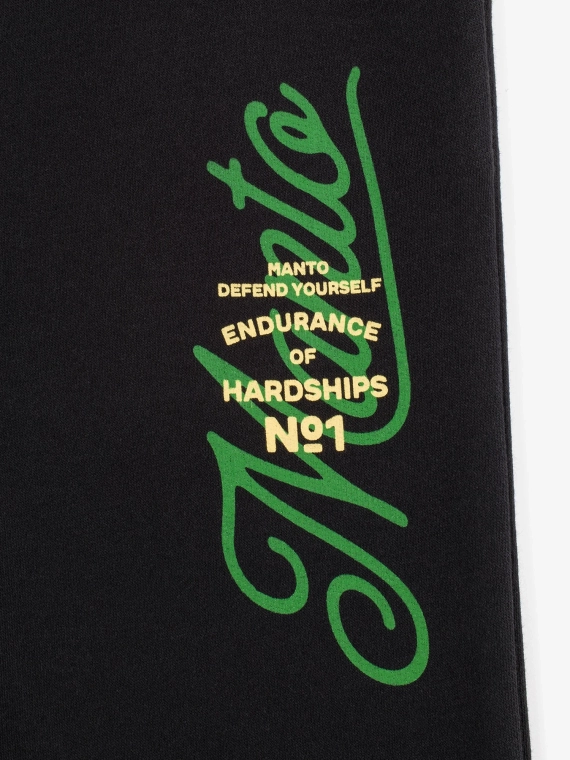 Manto
MANTO
DEFEND YOURSELF
ENDURANCE
OF
HARDSHIPS
Nº1